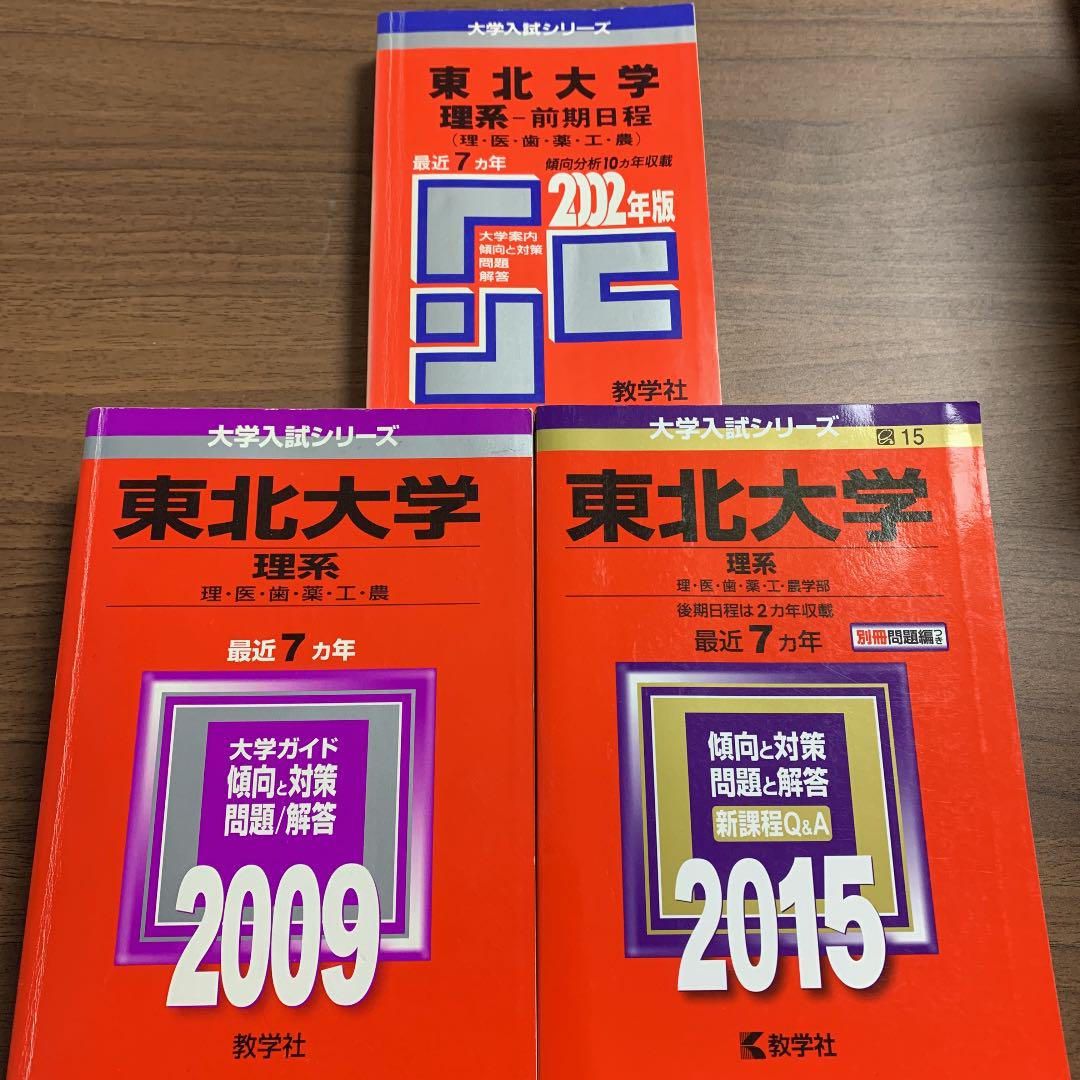 大学入試シリーズ
東北大学
理系-前期日程
(理・医・歯・薬・工・農)
最近7ヵ年
傾向分析10ヵ年収載
2002年版
大学案内
傾向と対策
問題
解答
教学社
大学入試シリーズ
東北大学
理系
理・医・歯・薬・工・農
最近7ヵ年
大学ガイド
傾向と対策
問題/解答
2009
教学社
大学入試シリーズ
15
東北大学
理系
理・医・歯・薬・工・農学部
後期日程は2ヵ年収載
最近7ヵ年
別冊問題編つき
傾向と対策
問題と解答
新課程Q&A
2015
教学社